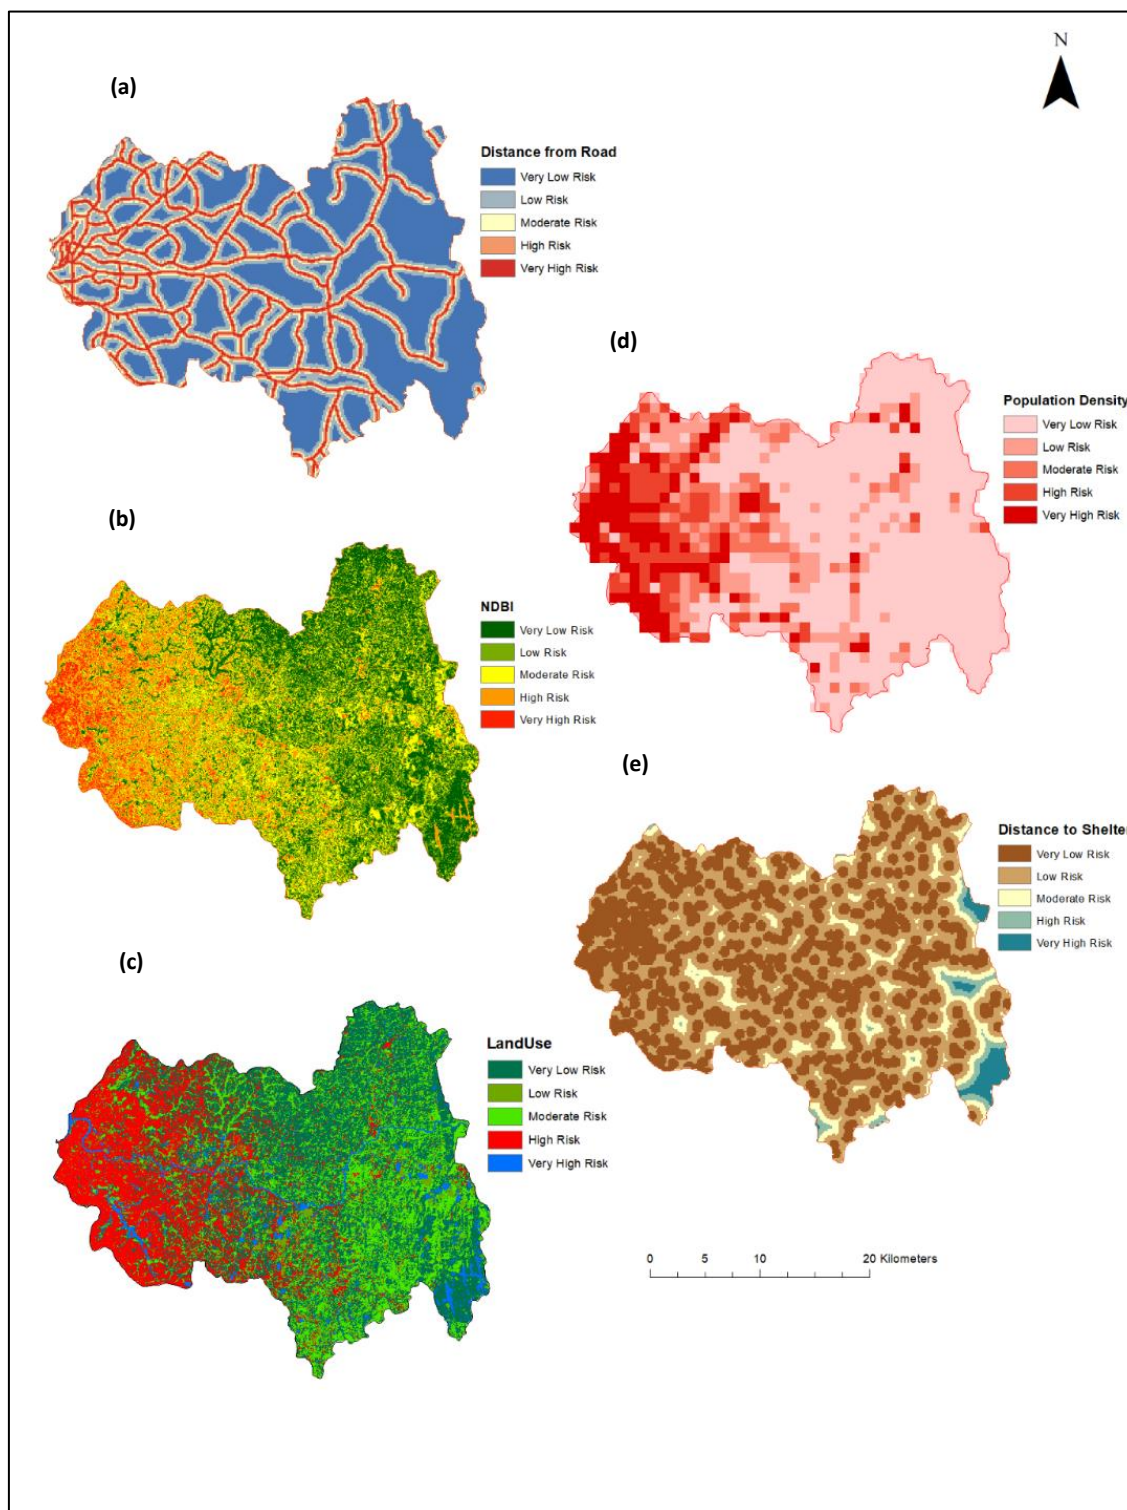 N
(a)
Distance from Road
Very Low Risk
Low Risk
Moderate Risk
High Risk
Very High Risk
(b)
NDBI
Very Low Risk
Low Risk
Moderate Risk
High Risk
Very High Risk
(c)
LandUse
Very Low Risk
Low Risk
Moderate Risk
High Risk
Very High Risk
(d)
Population Density
Very Low Risk
Low Risk
Moderate Risk
High Risk
Very High Risk
(e)
Distance to Shelter
Very Low Risk
Low Risk
Moderate Risk
High Risk
Very High Risk
0 5 10 20 Kilometers